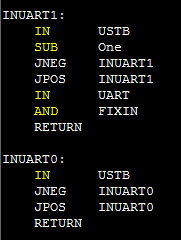 INUART1:
IN USTB
SUB One
JNEG INUART1
JPOS INUART1
IN UART
AND FIXIN
RETURN
INUART0:
IN USTB
JNEG INUART0
JPOS INUART0
RETURN